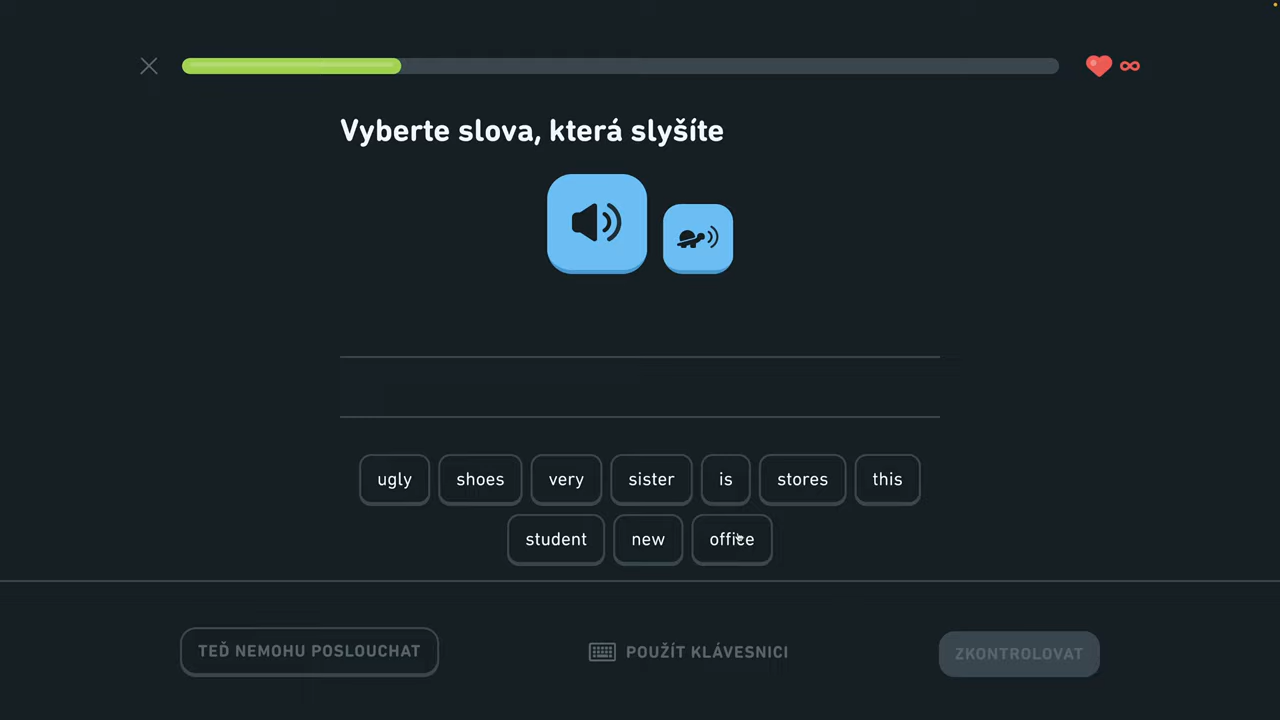 Vyberte slova, která slyšíte
ugly shoes very sister is stores this
student new office
TEĎ NEMOHU POSLOUCHAT POUŽÍT KLÁVESNICI ZKONTROLOVAT